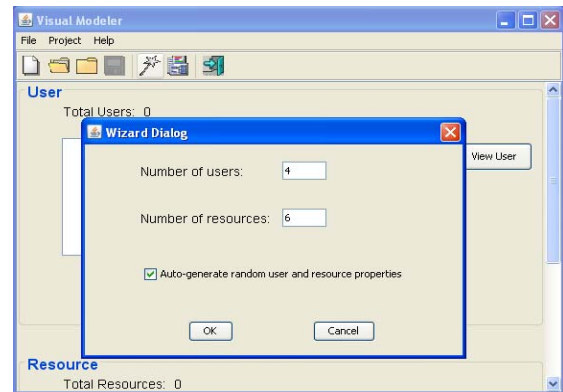 Visual Modeler
File Project Help
User
Total Users: 0
View User
Wizard Dialog
Number of users: 4
Number of resources: 6
Auto-generate random user and resource properties
OK Cancel
Resource
Total Resources: 0